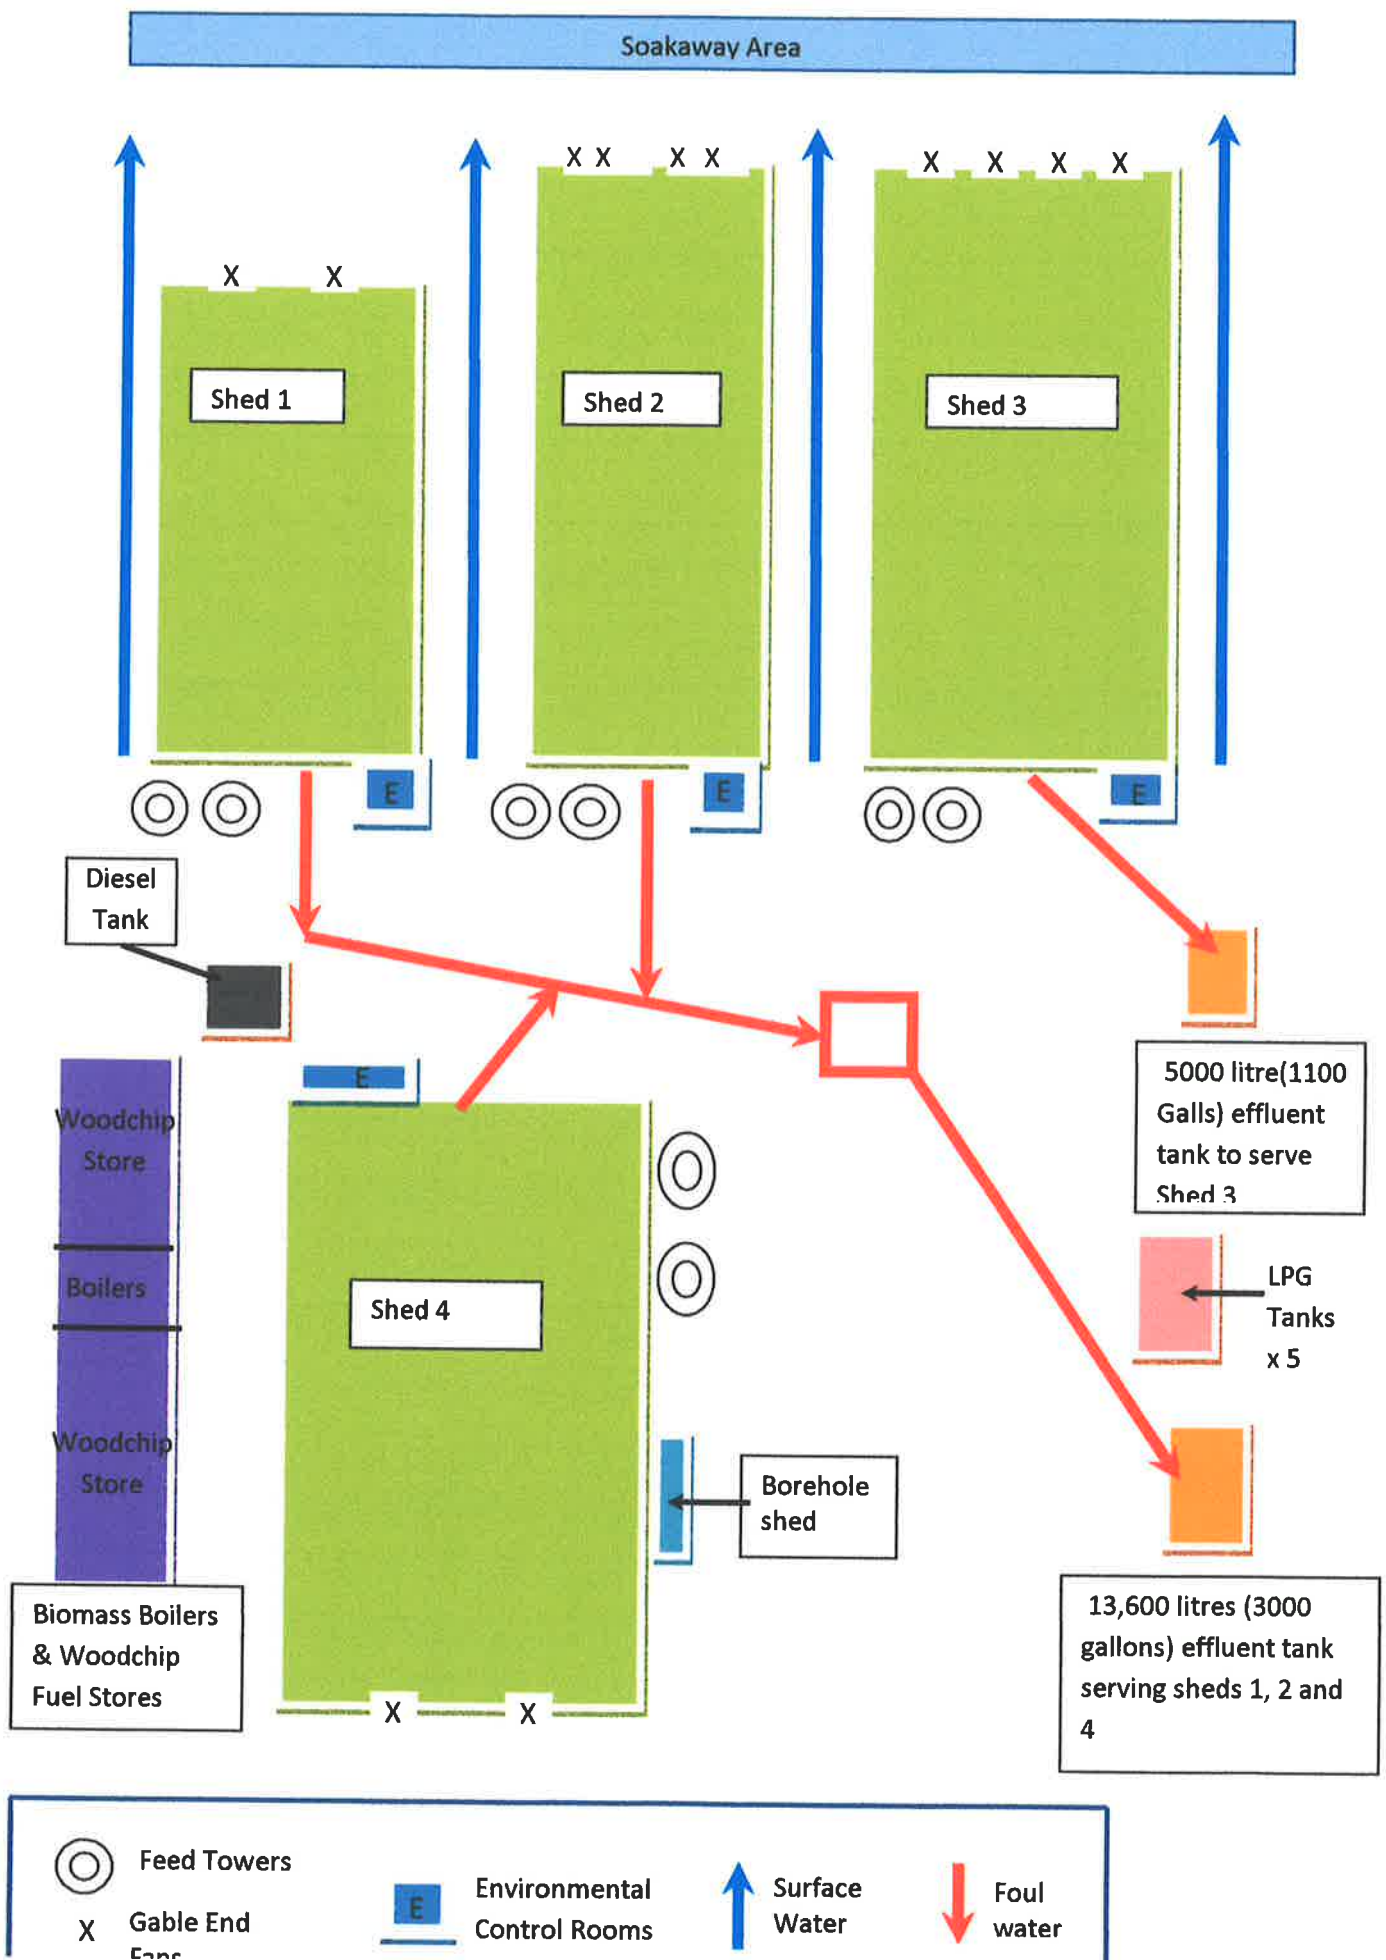 Soakaway Area
X X X X
X X X X
X X
Shed 1
Shed 2
Shed 3
E
E
E
Diesel
Tank
5000 litre(1100
Galls) effluent
tank to serve
Shed 3
E
Woodchip
Store
Boilers
Woodchip
Store
Shed 4
LPG
Tanks
x 5
Borehole
shed
Biomass Boilers
& Woodchip
Fuel Stores
X X
13,600 litres (3000
gallons) effluent tank
serving sheds 1, 2 and
4
Feed Towers
X
Gable End
Fans
E
Environmental
Control Rooms
Surface
Water
Foul
water